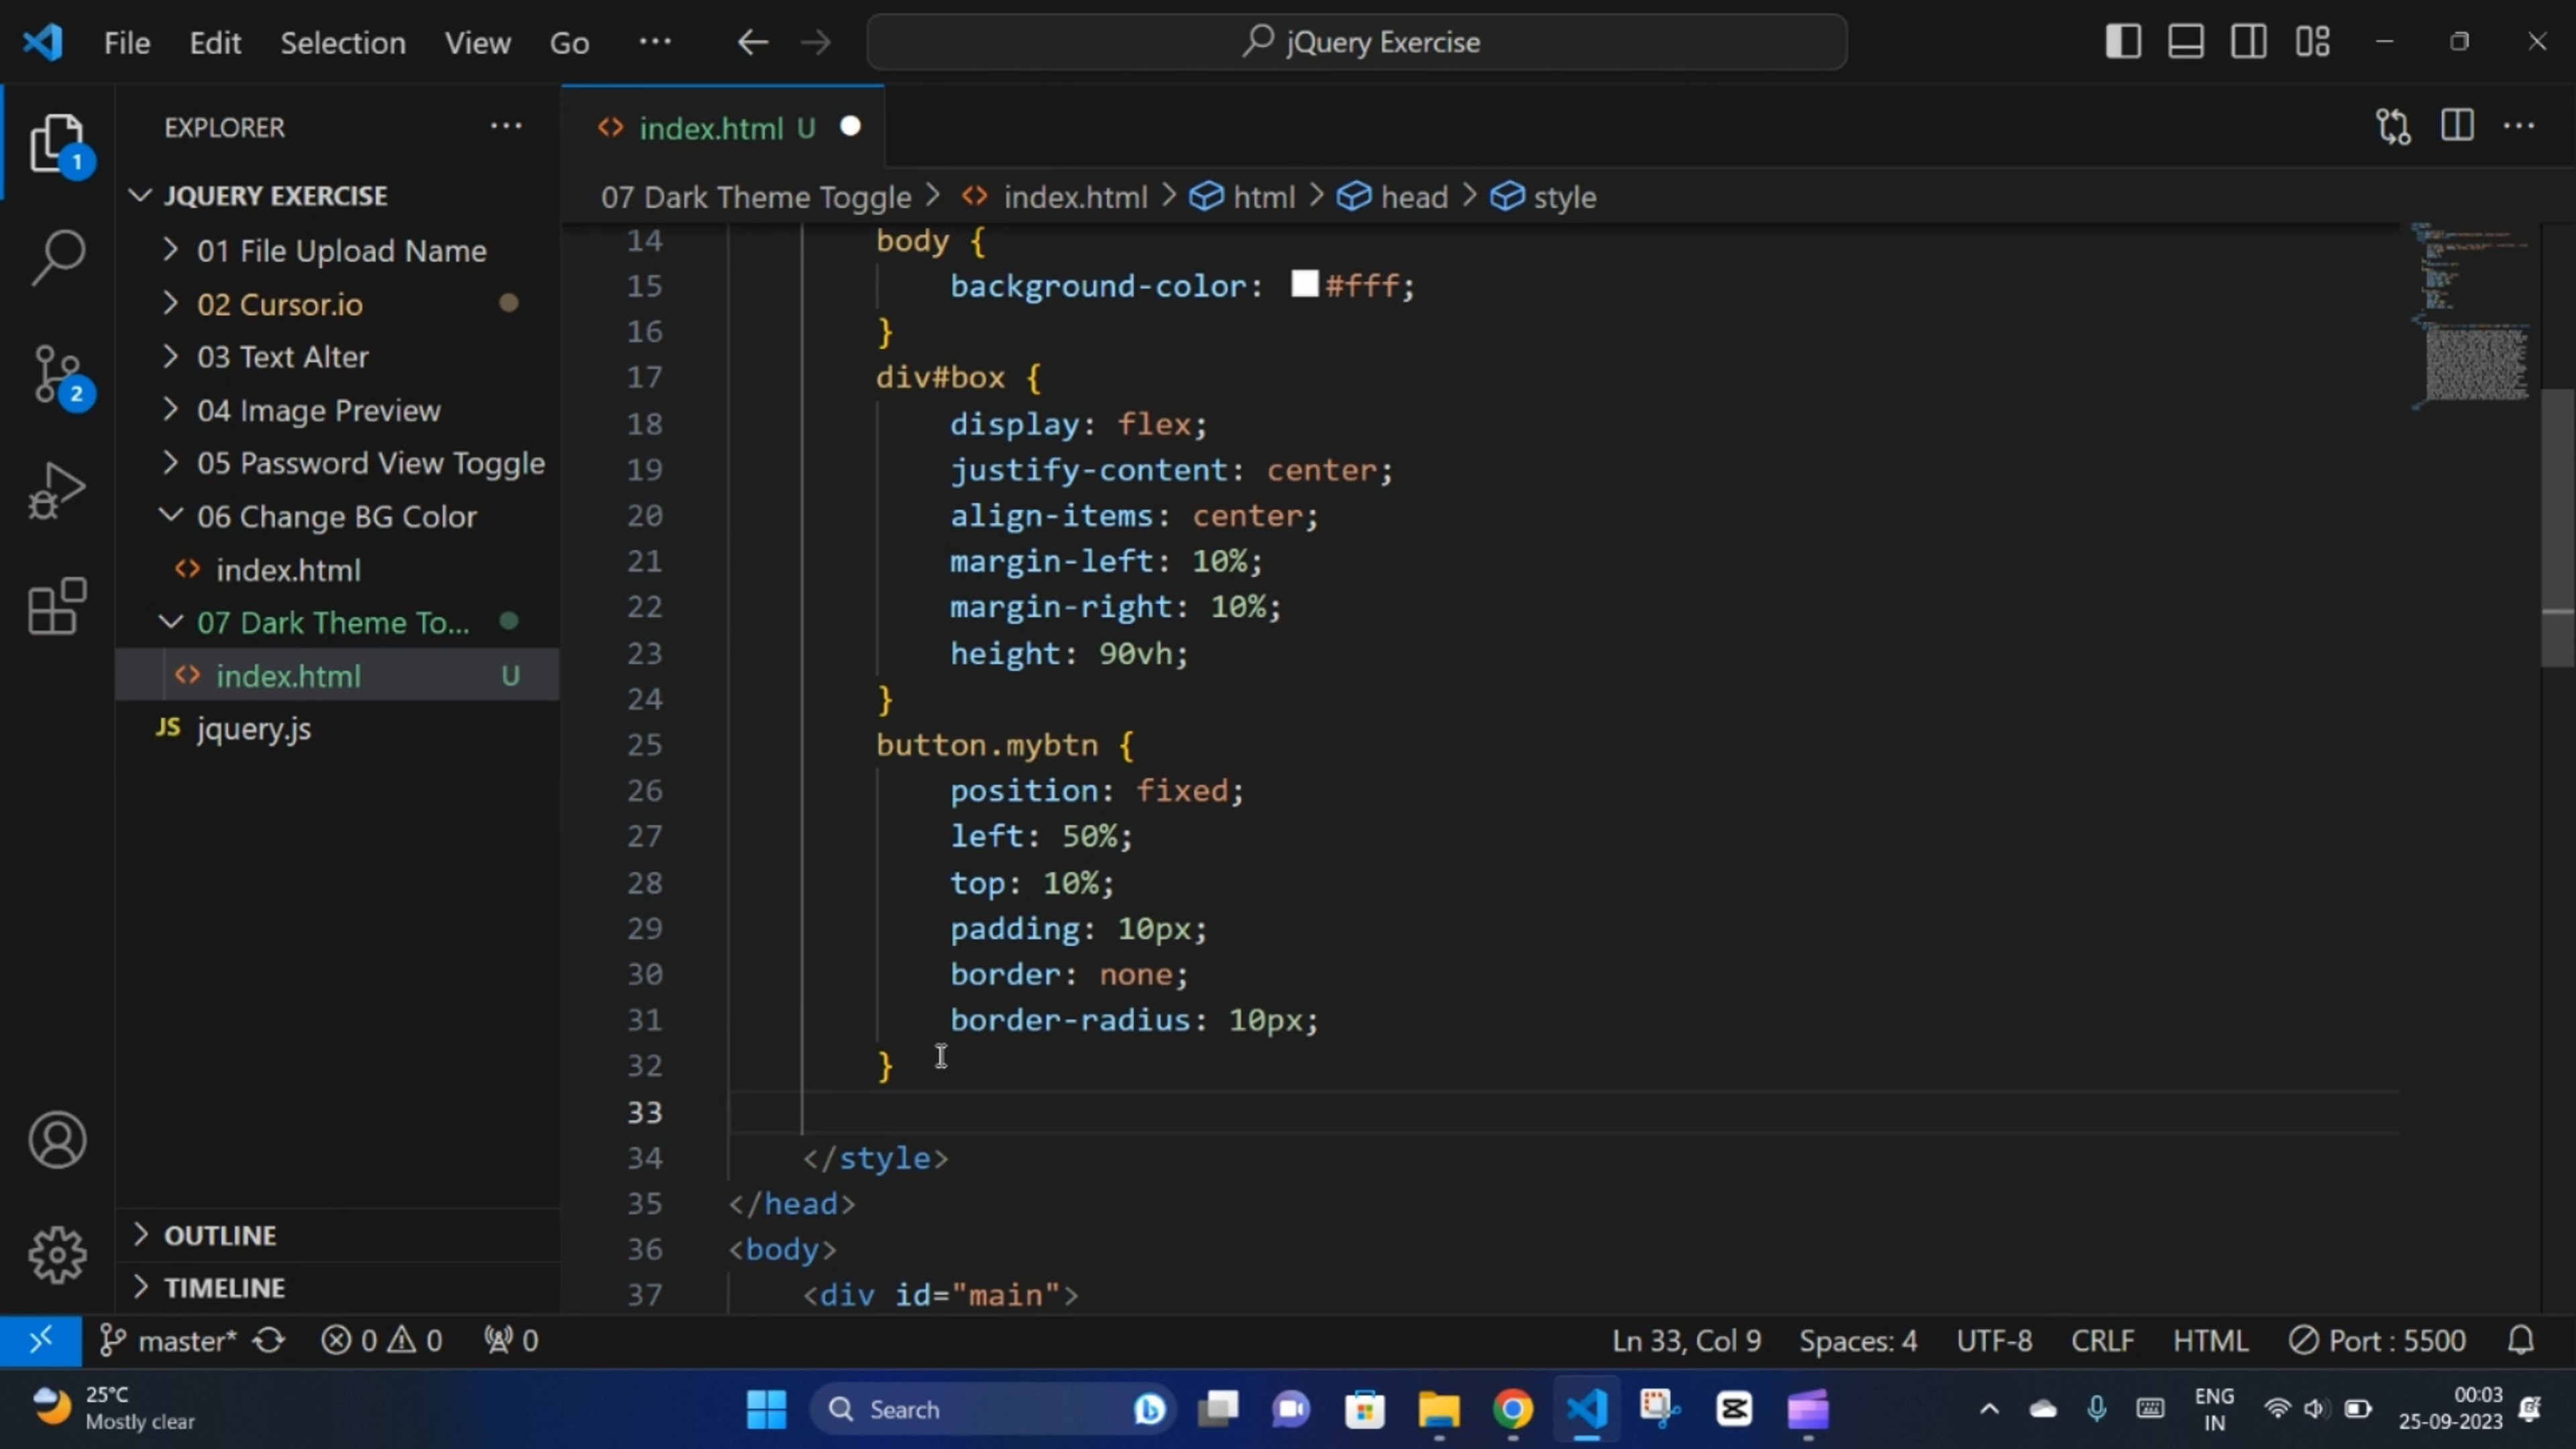 File Edit Selection View Go ··· jQuery Exercise
EXPLORER ···
index.html U
07 Dark Theme Toggle > index.html > html > head > style
JQUERY EXERCISE
01 File Upload Name
02 Cursor.io
03 Text Alter
04 Image Preview
05 Password View Toggle
06 Change BG Color
index.html
07 Dark Theme To...
index.html U
JS jquery.js
OUTLINE
TIMELINE
1
2
14 body {
15 background-color: #fff;
16 }
17 div#box {
18 display: flex;
19 justify-content: center;
20 align-items: center;
21 margin-left: 10%;
22 margin-right: 10%;
23 height: 90vh;
24 }
25 button.mybtn {
26 position: fixed;
27 left: 50%;
28 top: 10%;
29 padding: 10px;
30 border: none;
31 border-radius: 10px;
32 }
33
34 </style>
35 </head>
36 <body>
37 <div id="main">
master* 0 0 0 Ln 33, Col 9 Spaces: 4 UTF-8 CRLF HTML Port : 5500
25°C
Mostly clear
Search
ENG
IN
00:03
25-09-2023